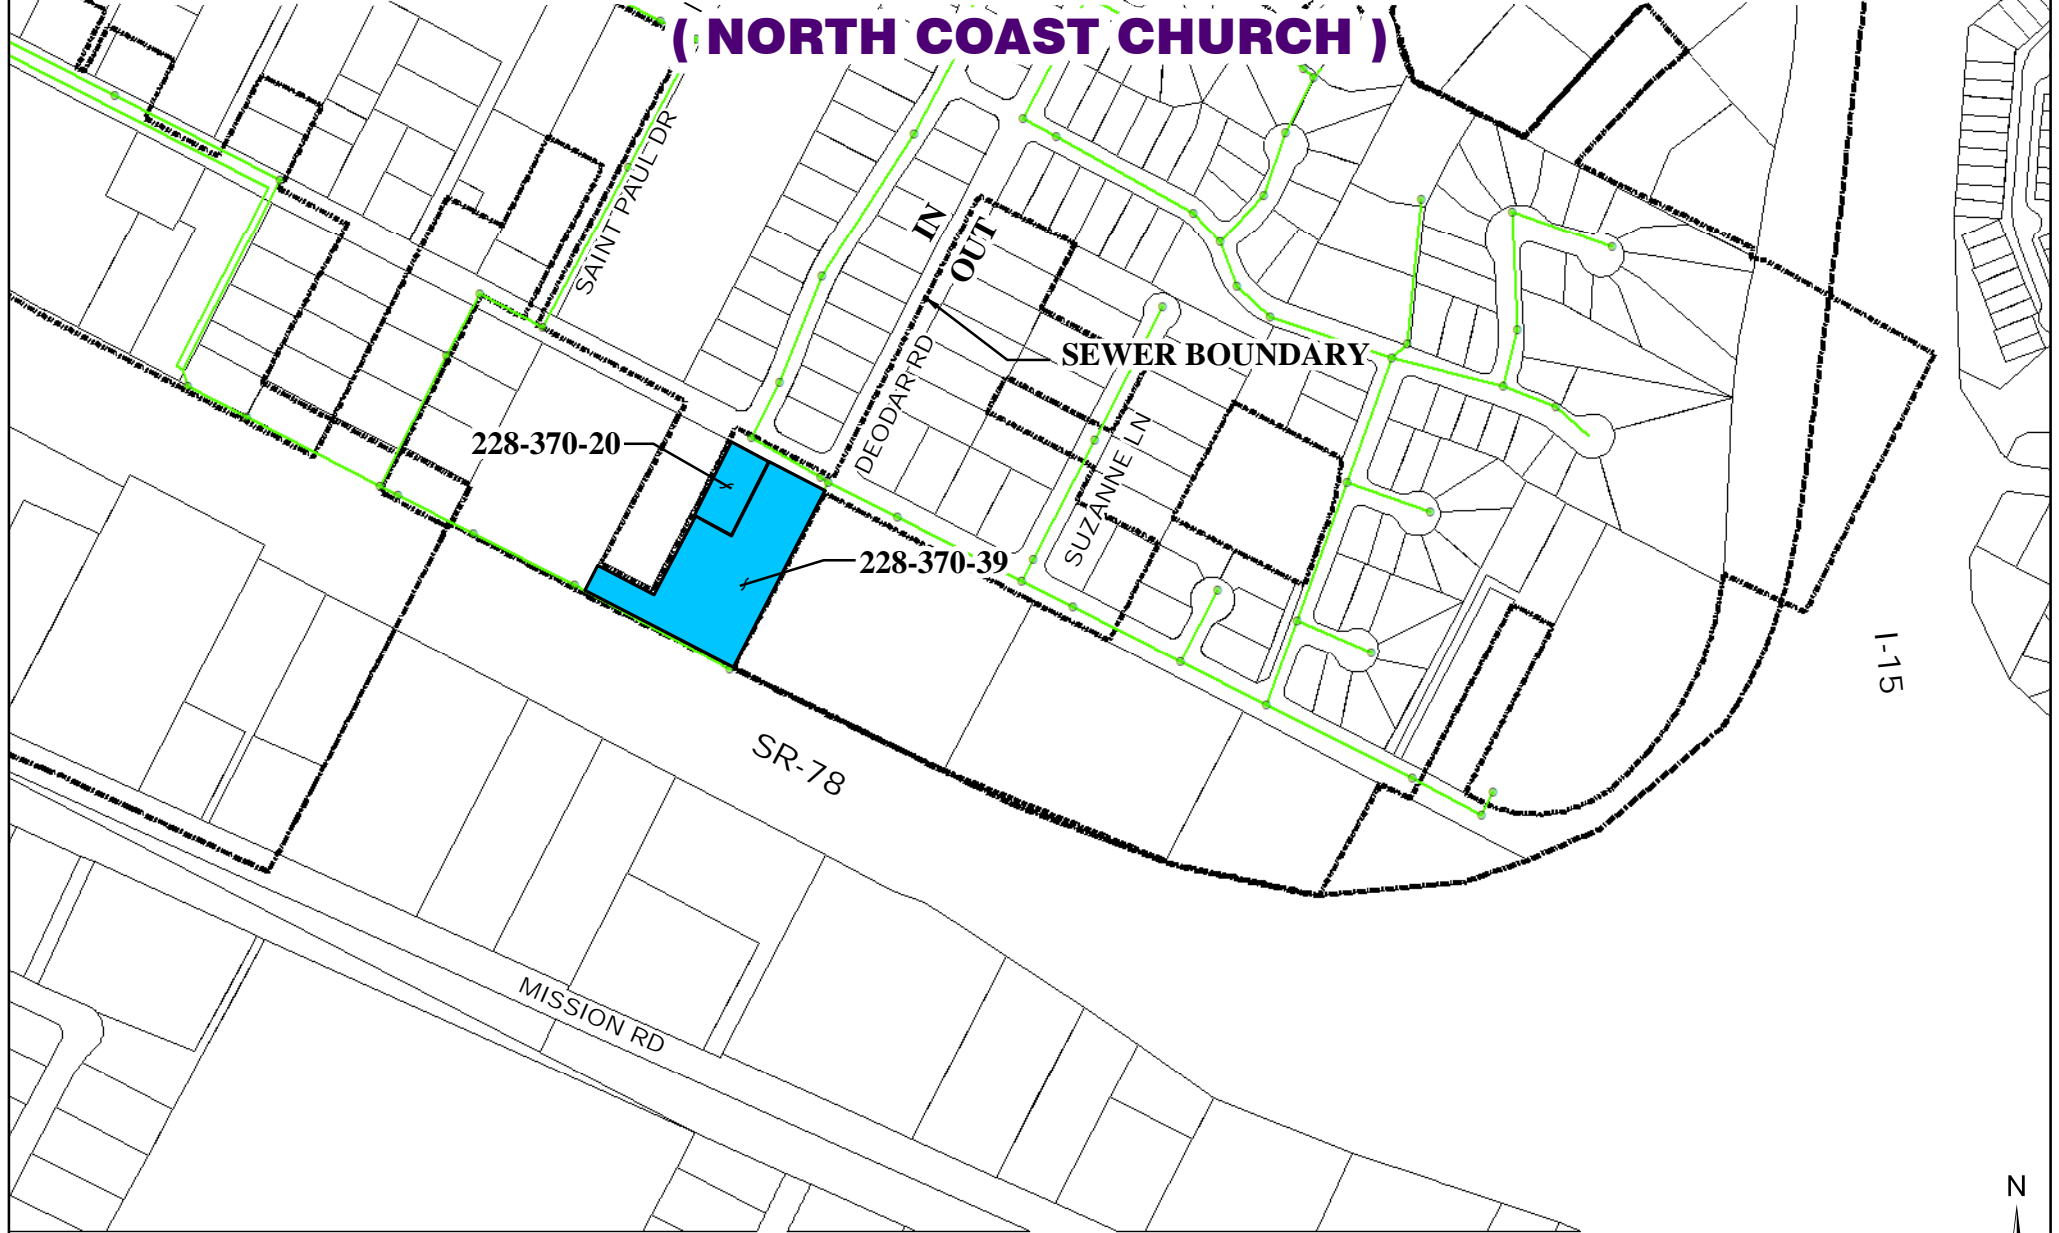 ( NORTH COAST CHURCH )
SAINT PAUL DR
IN
OUT
SEWER BOUNDARY
DEODAR RD
228-370-20
SUZANNE LN
228-370-39
I-15
SR-78
MISSION RD
N